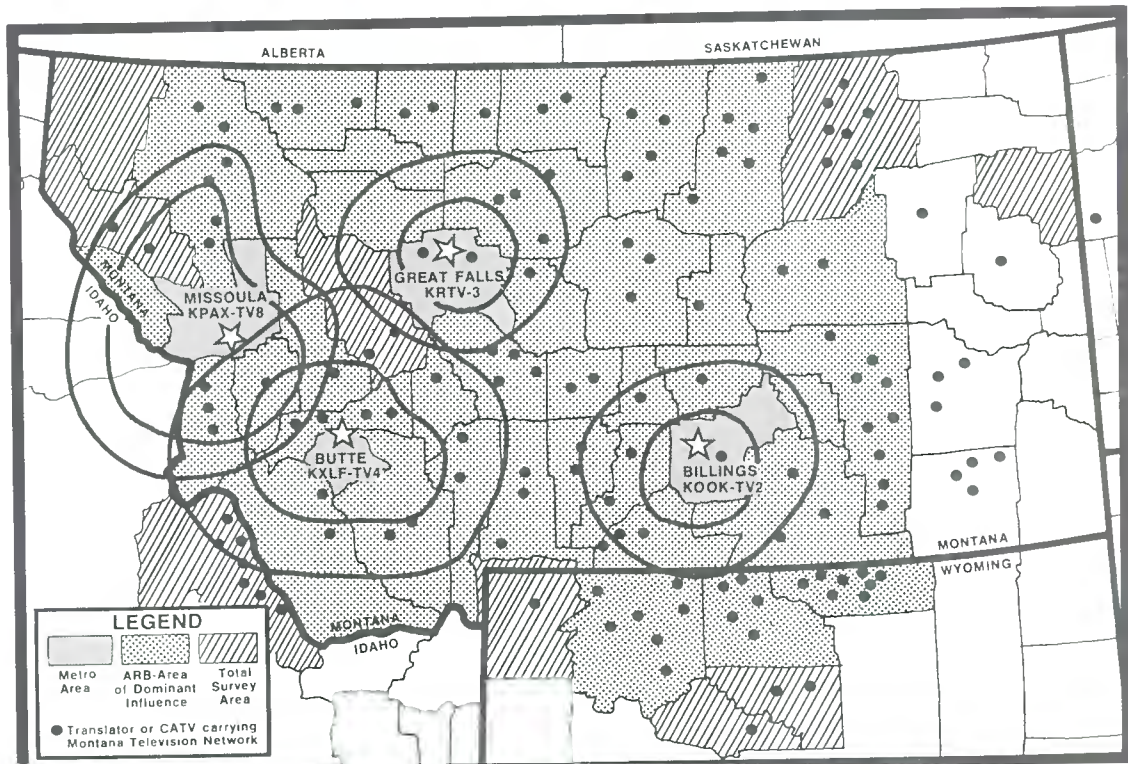 ALBERTA
SASKATCHEWAN
MONTANA
IDAHO
MISSOULA
KPAX-TV8
GREAT FALLS
KRTV-3
BUTTE
KXLF-TV4
BILLINGS
KOOK-TV2
MONTANA
WYOMING
MONTANA
IDAHO
LEGEND
Metro
Area
ARB-Area
of Dominant
Influence
Total
Survey
Area
Translator or CATV carrying
Montana Television Network